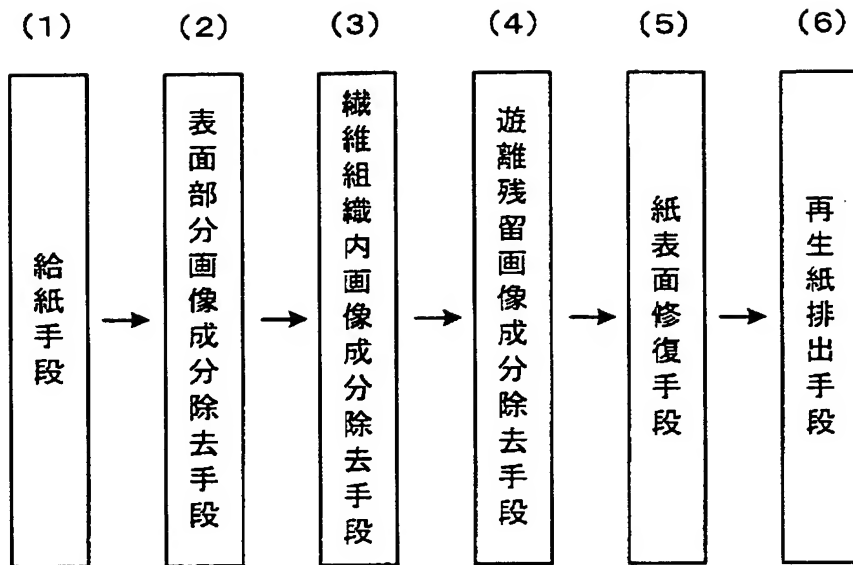 (1)
(2)
(3)
(4)
(5)
(6)
給紙手段
表面部分画像成分除去手段
繊維組織内画像成分除去手段
遊離残留画像成分除去手段
紙表面修復手段
再生紙排出手段